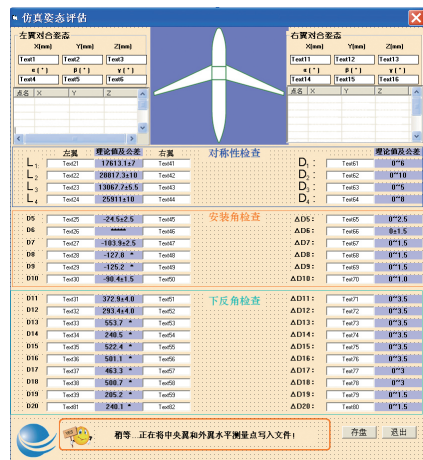 仿真姿态评估
左翼对合姿态 右翼对合姿态
X(mm) Y(mm) Z(mm) X(mm) Y(mm) Z(mm)
Text1 Text2 Text3 Text11 Text12 Text13
α(°) β(°) γ(°) α(°) β(°) γ(°)
Text4 Text5 Text6 Text14 Text15 Text16
点名 X Y Z 点名 X Y Z
左翼 理论值及公差 右翼 对称性检查 理论值及公差
L1: Text21 17613.1±7 Text41 D1: Text61 0~6
L2 Text22 28017.3±10 Text42 D2: Text62 0~10
L3 Text23 13067.7±5.5 Text43 D3: Text63 0~5
L4 Text24 25911±10 Text44 D4: Text64 0~8
安装角检查
D5 Text25 -24.5±2.5 Text45 ΔD5: Text65 0~2.5
D6 Text26 ***** Text46 ΔD6: Text66 0±1.5
D7 Text27 -103.9±2.5 Text47 ΔD7: Text67 0~1.5
D8 Text28 -127.8 * Text48 ΔD8: Text68 0~1.5
D9 Text29 -125.2 * Text49 ΔD9: Text69 0~1.5
D10 Text30 -90.4±1.5 Text50 ΔD10: Text70 0~1.0
下反角检查
D11 Text31 372.9±4.0 Text51 ΔD11: Text71 0~3.5
D12 Text32 293.4±4.0 Text52 ΔD12: Text72 0~3.5
D13 Text33 553.7 * Text53 ΔD13: Text73 0~3.5
D14 Text34 240.5 * Text54 ΔD14: Text74 0~3.5
D15 Text35 522.4 * Text55 ΔD15: Text75 0~3.5
D16 Text36 501.1 * Text56 ΔD16: Text76 0~3.5
D17 Text37 463.3 * Text57 ΔD17: Text77 0~3
D18 Text38 500.7 * Text58 ΔD18: Text78 0~3
D19 Text39 205.2 * Text59 ΔD19: Text79 0~1.5
D20 Text81 240.1 * Text82 ΔD20: Text80 0~1.5
稍等...正在将中央翼和外翼水平测量点写入文件! 存盘 退出